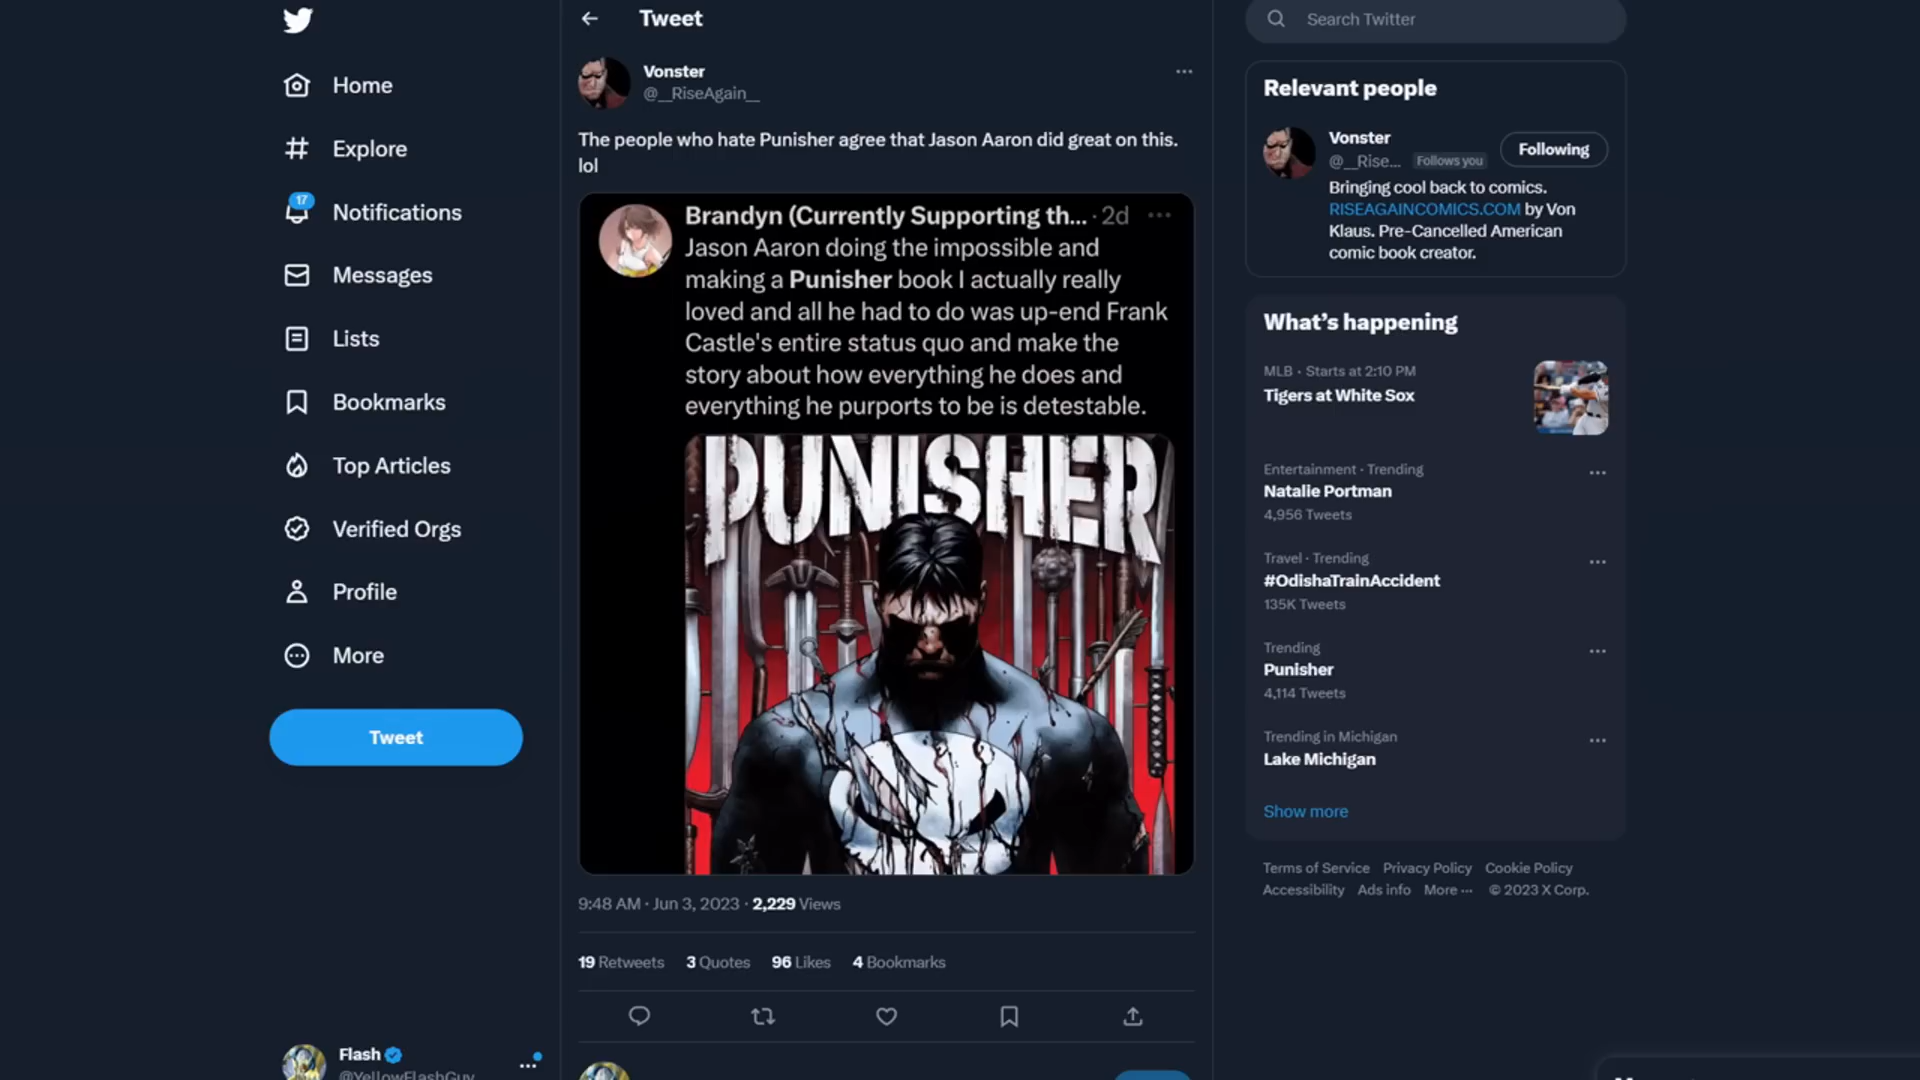 Home
Explore
17
Notifications
Messages
Lists
Bookmarks
Top Articles
Verified Orgs
Profile
More
Tweet
Flash
@YellowFlashGuy
Tweet
Vonster
@__RiseAgain__
The people who hate Punisher agree that Jason Aaron did great on this.
lol
Brandyn (Currently Supporting th... · 2d
Jason Aaron doing the impossible and
making a Punisher book I actually really
loved and all he had to do was up-end Frank
Castle's entire status quo and make the
story about how everything he does and
everything he purports to be is detestable.
PUNISHER
9:48 AM · Jun 3, 2023 · 2,229 Views
19 Retweets 3 Quotes 96 Likes 4 Bookmarks
Search Twitter
Relevant people
Vonster
@__Rise... Follows you
Following
Bringing cool back to comics.
RISEAGAINCOMICS.COM by Von
Klaus. Pre-Cancelled American
comic book creator.
What's happening
MLB · Starts at 2:10 PM
Tigers at White Sox
Entertainment · Trending
Natalie Portman
4,956 Tweets
Travel · Trending
#OdishaTrainAccident
135K Tweets
Trending
Punisher
4,114 Tweets
Trending in Michigan
Lake Michigan
Show more
Terms of Service Privacy Policy Cookie Policy
Accessibility Ads info More ··· © 2023 X Corp.